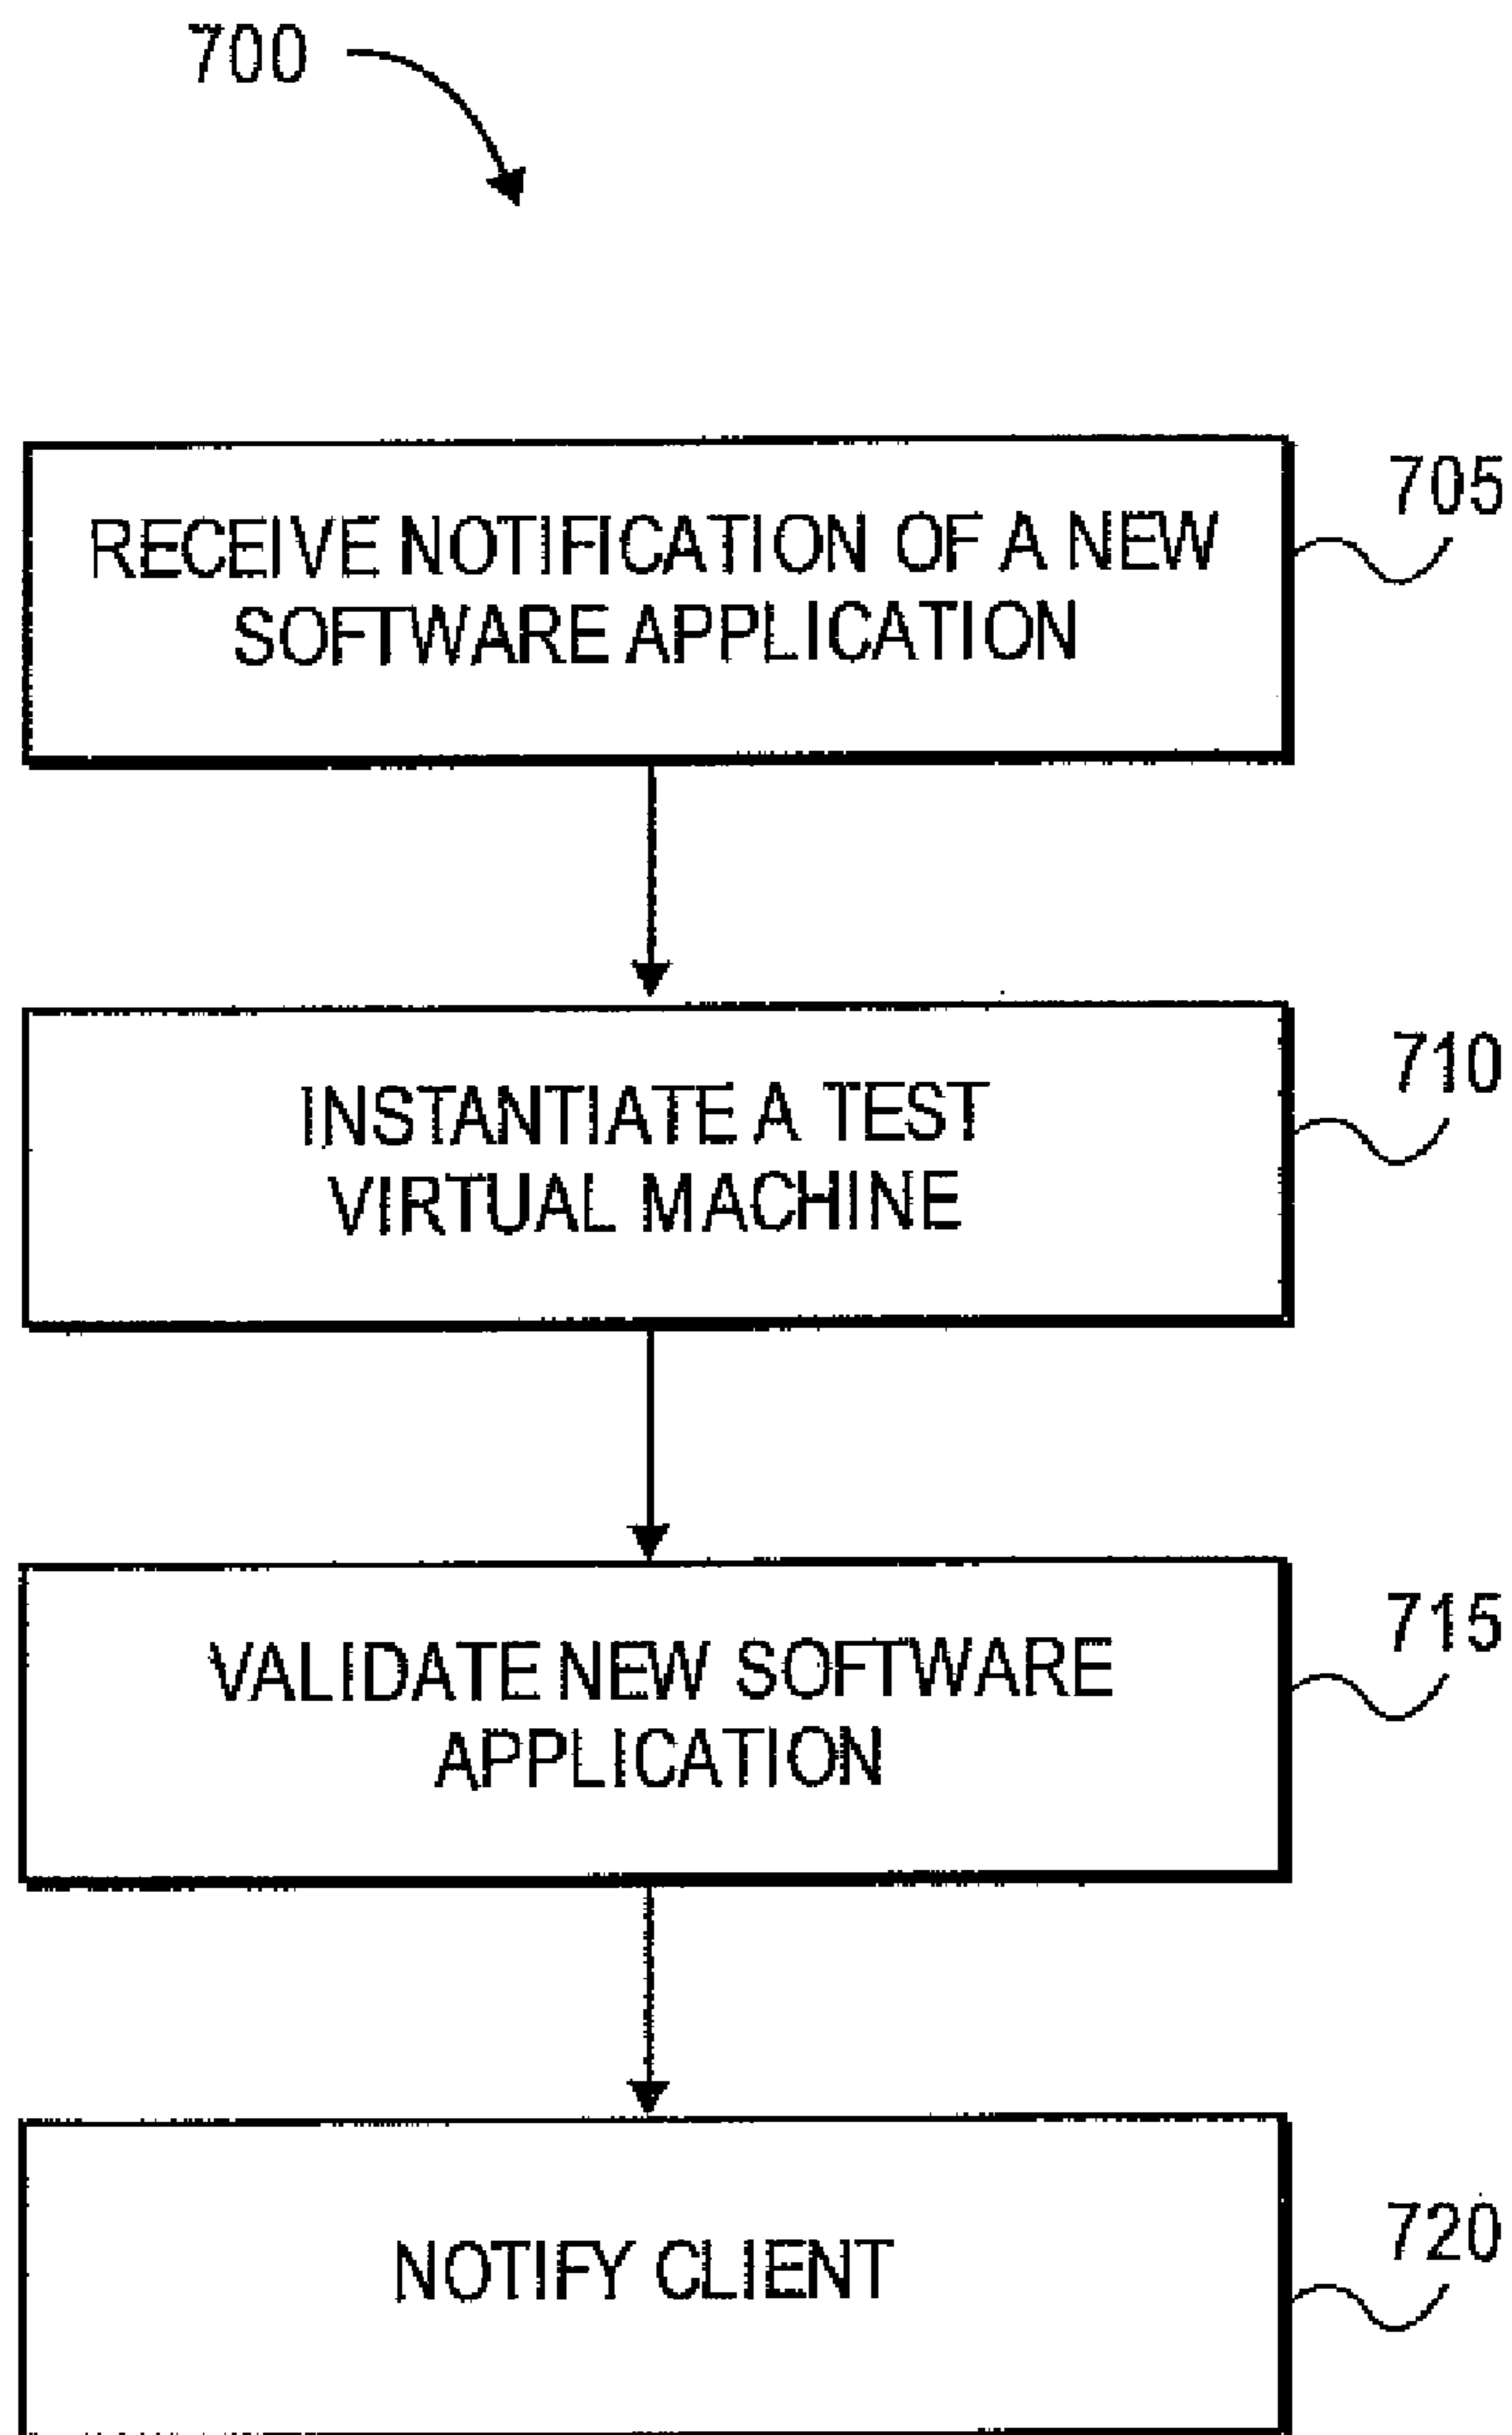 700
RECEIVE NOTIFICATION OF A NEW
SOFTWARE APPLICATION
705
INSTANTIATE A TEST
VIRTUAL MACHINE
710
VALIDATE NEW SOFTWARE
APPLICATION
715
NOTIFY CLIENT
720